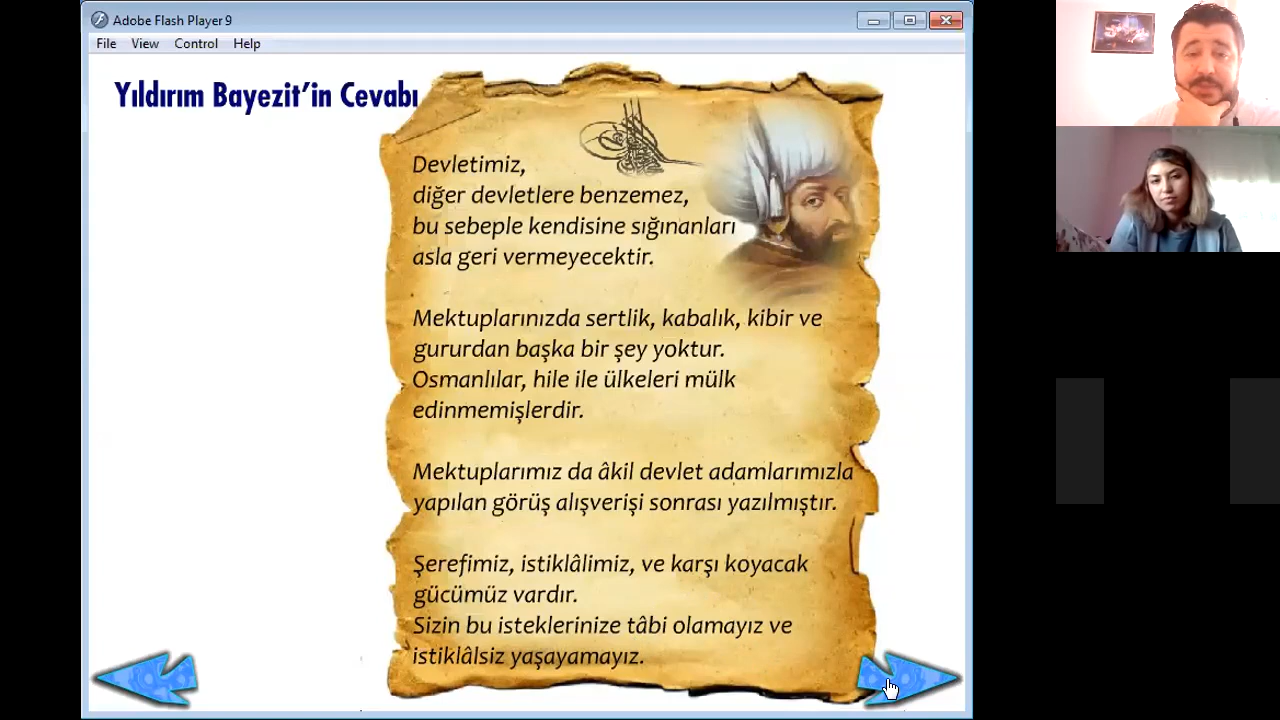 Adobe Flash Player 9
File View Control Help
Yıldırım Bayezit’in Cevabı
Devletimiz,
diğer devletlere benzemez,
bu sebeple kendisine sığınanları
asla geri vermeyecektir.
Mektuplarınızda sertlik, kabalık, kibir ve
gururdan başka bir şey yoktur.
Osmanlılar, hile ile ülkeleri mülk
edinmemişlerdir.
Mektuplarımız da âkil devlet adamlarımızla
yapılan görüş alışverişi sonrası yazılmıştır.
Şerefimiz, istiklâlimiz, ve karşı koyacak
gücümüz vardır.
Sizin bu isteklerinize tâbi olamayız ve
istiklâlsiz yaşayamayız.